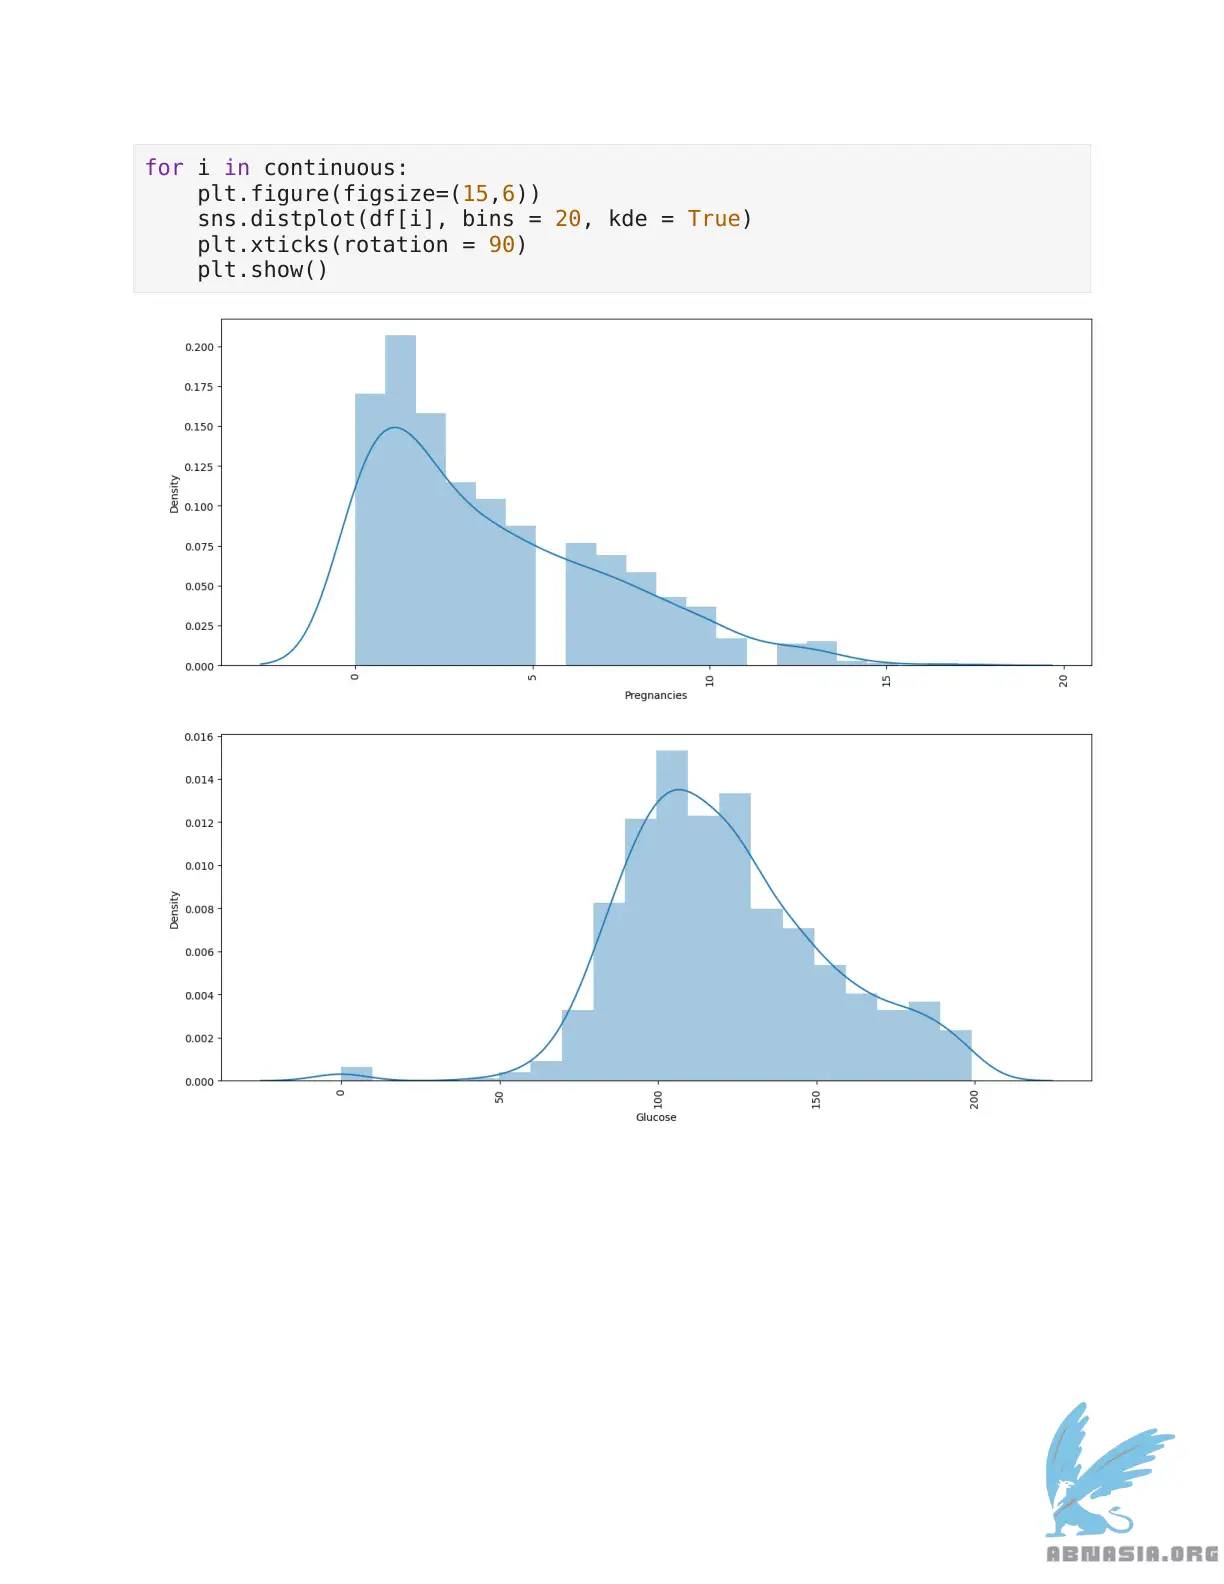 for i in continuous:
    plt.figure(figsize=(15,6))
    sns.distplot(df[i], bins = 20, kde = True)
    plt.xticks(rotation = 90)
    plt.show()
0.200
0.175
0.150
0.125
0.100
0.075
0.050
0.025
0.000
Density
0 5 10 15 20
Pregnancies
0.016
0.014
0.012
0.010
0.008
0.006
0.004
0.002
0.000
Density
0 50 100 150 200
Glucose
ABNASIA.ORG